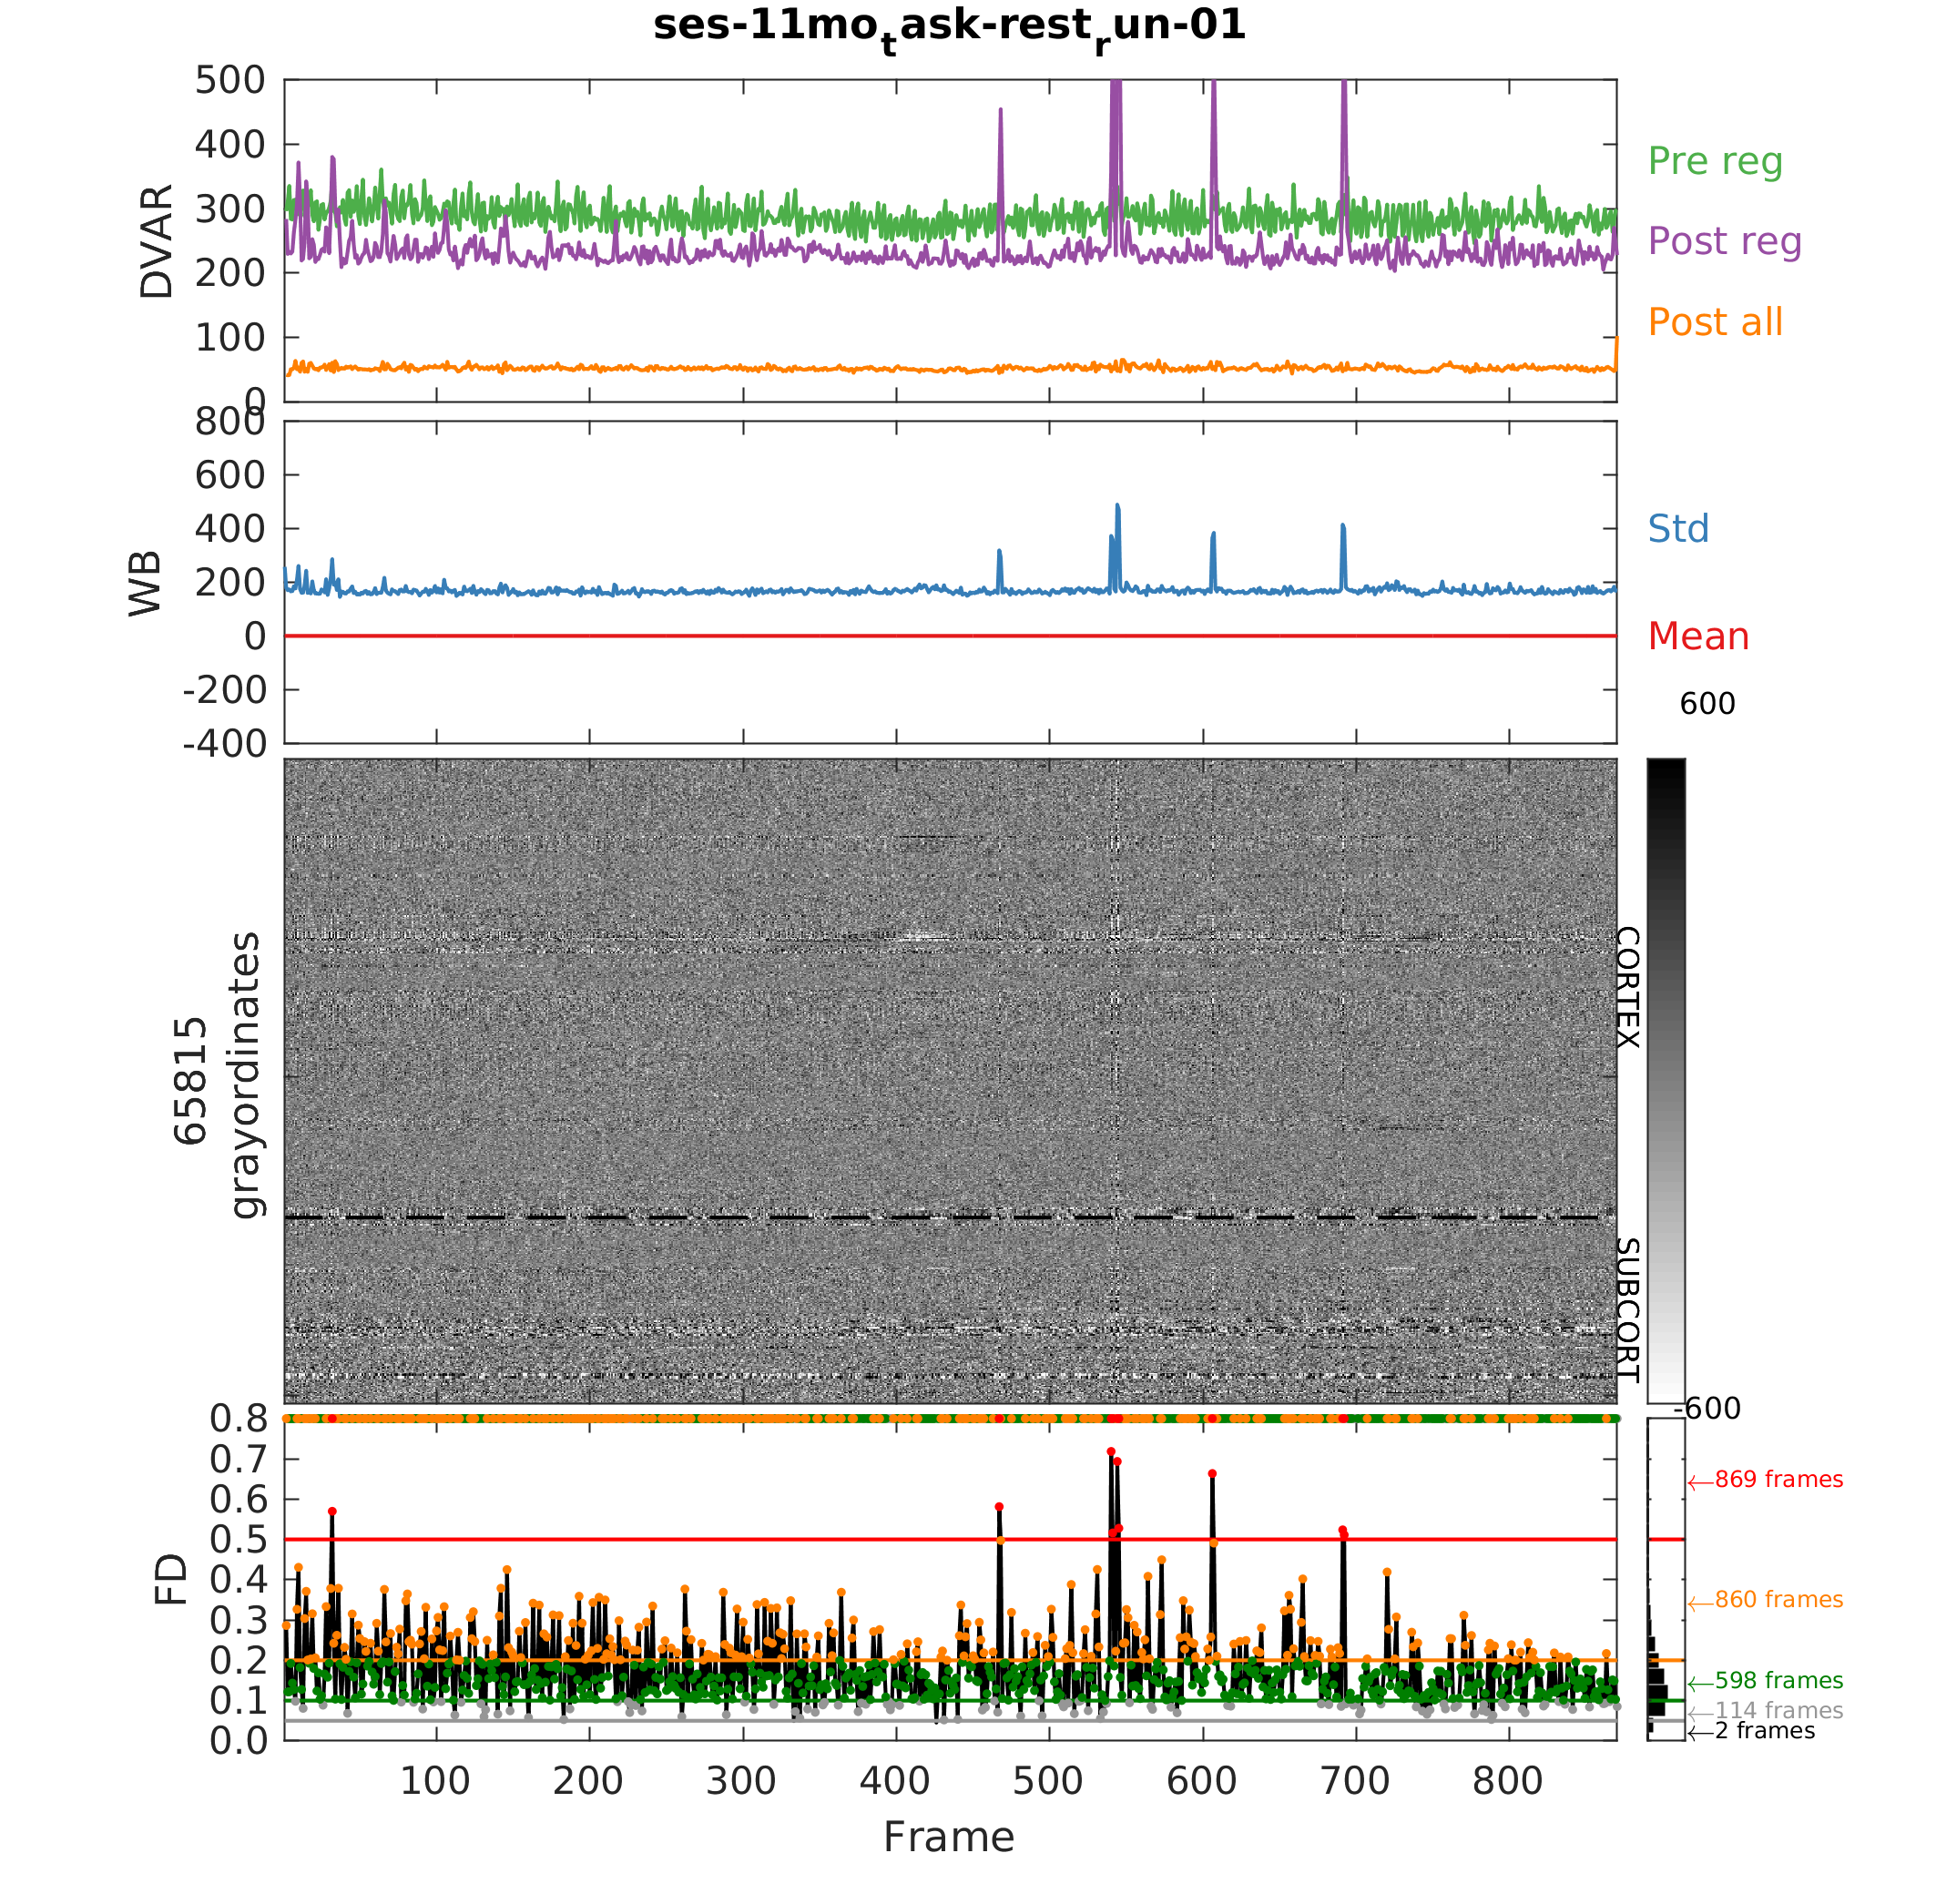 ses-11mo_task-rest_run-01
500
400
300
200
100
0
DVAR
Pre reg
Post reg
Post all
800
600
400
200
0
-200
-400
WB
Std
Mean
600
65815
grayordinates
CORTEX
SUBCORT
-600
0.8
0.7
0.6
0.5
0.4
0.3
0.2
0.1
0.0
FD
←869 frames
←860 frames
←598 frames
←114 frames
←2 frames
100 200 300 400 500 600 700 800
Frame